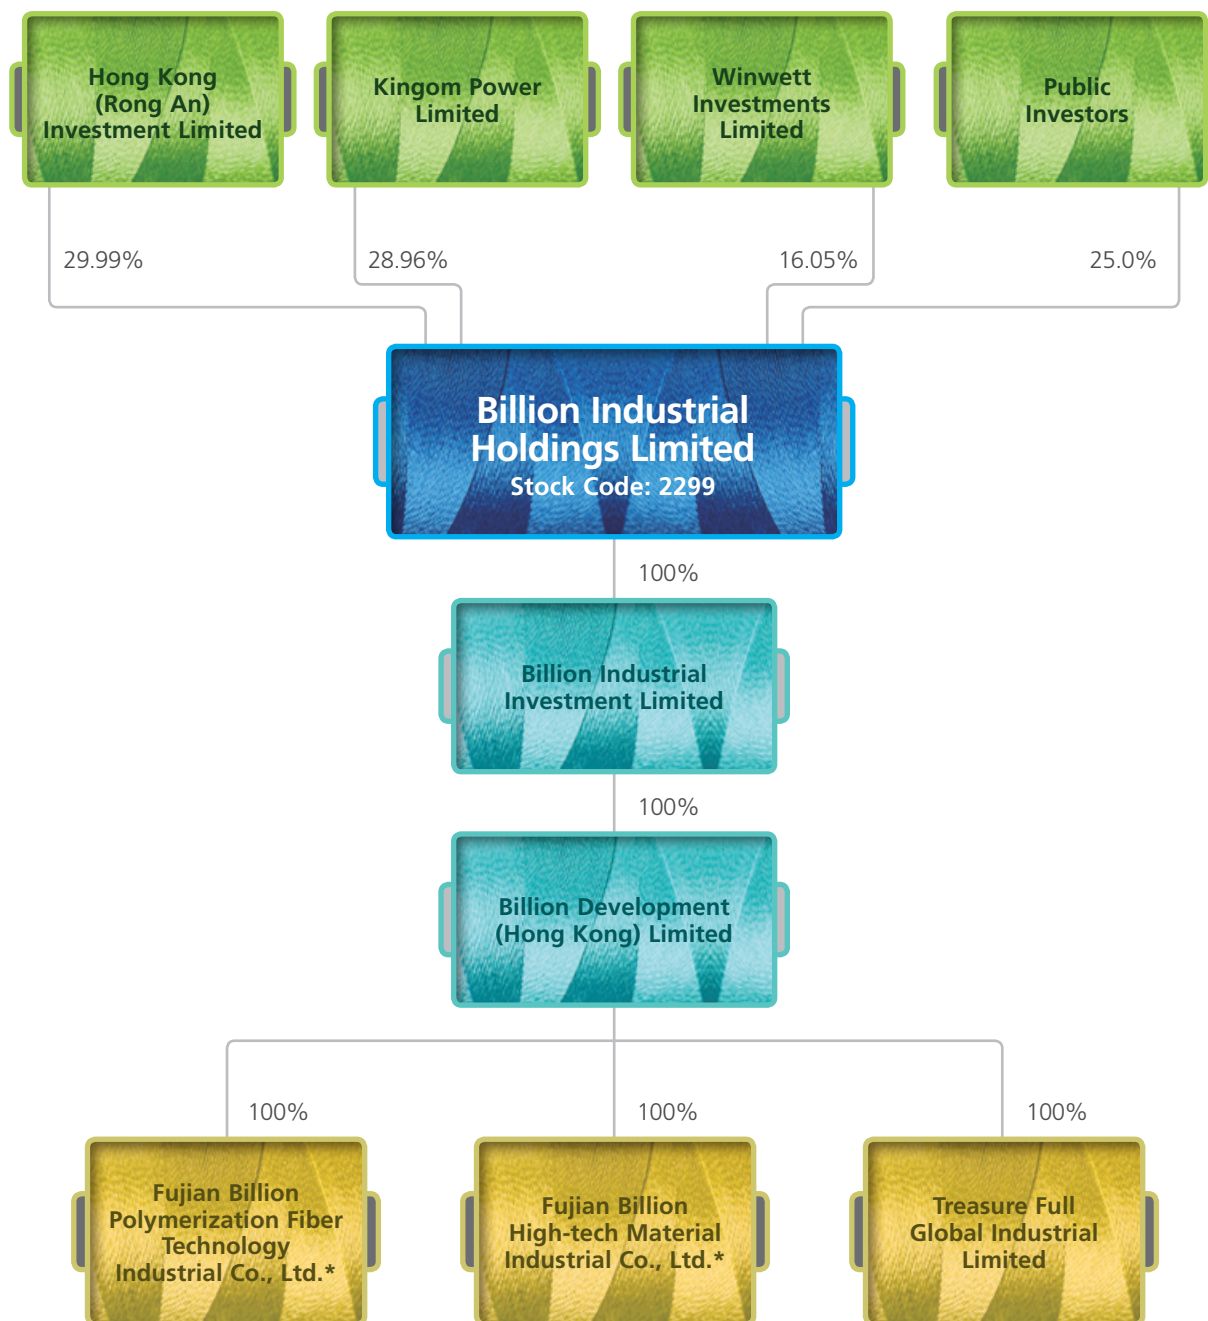 Hong Kong
(Rong An)
Investment Limited
Kingom Power
Limited
Winwett
Investments
Limited
Public
Investors
29.99%
28.96%
16.05%
25.0%
Billion Industrial
Holdings Limited
Stock Code: 2299
100%
Billion Industrial
Investment Limited
100%
Billion Development
(Hong Kong) Limited
100%
100%
100%
Fujian Billion
Polymerization Fiber
Technology
Industrial Co., Ltd.*
Fujian Billion
High-tech Material
Industrial Co., Ltd.*
Treasure Full
Global Industrial
Limited